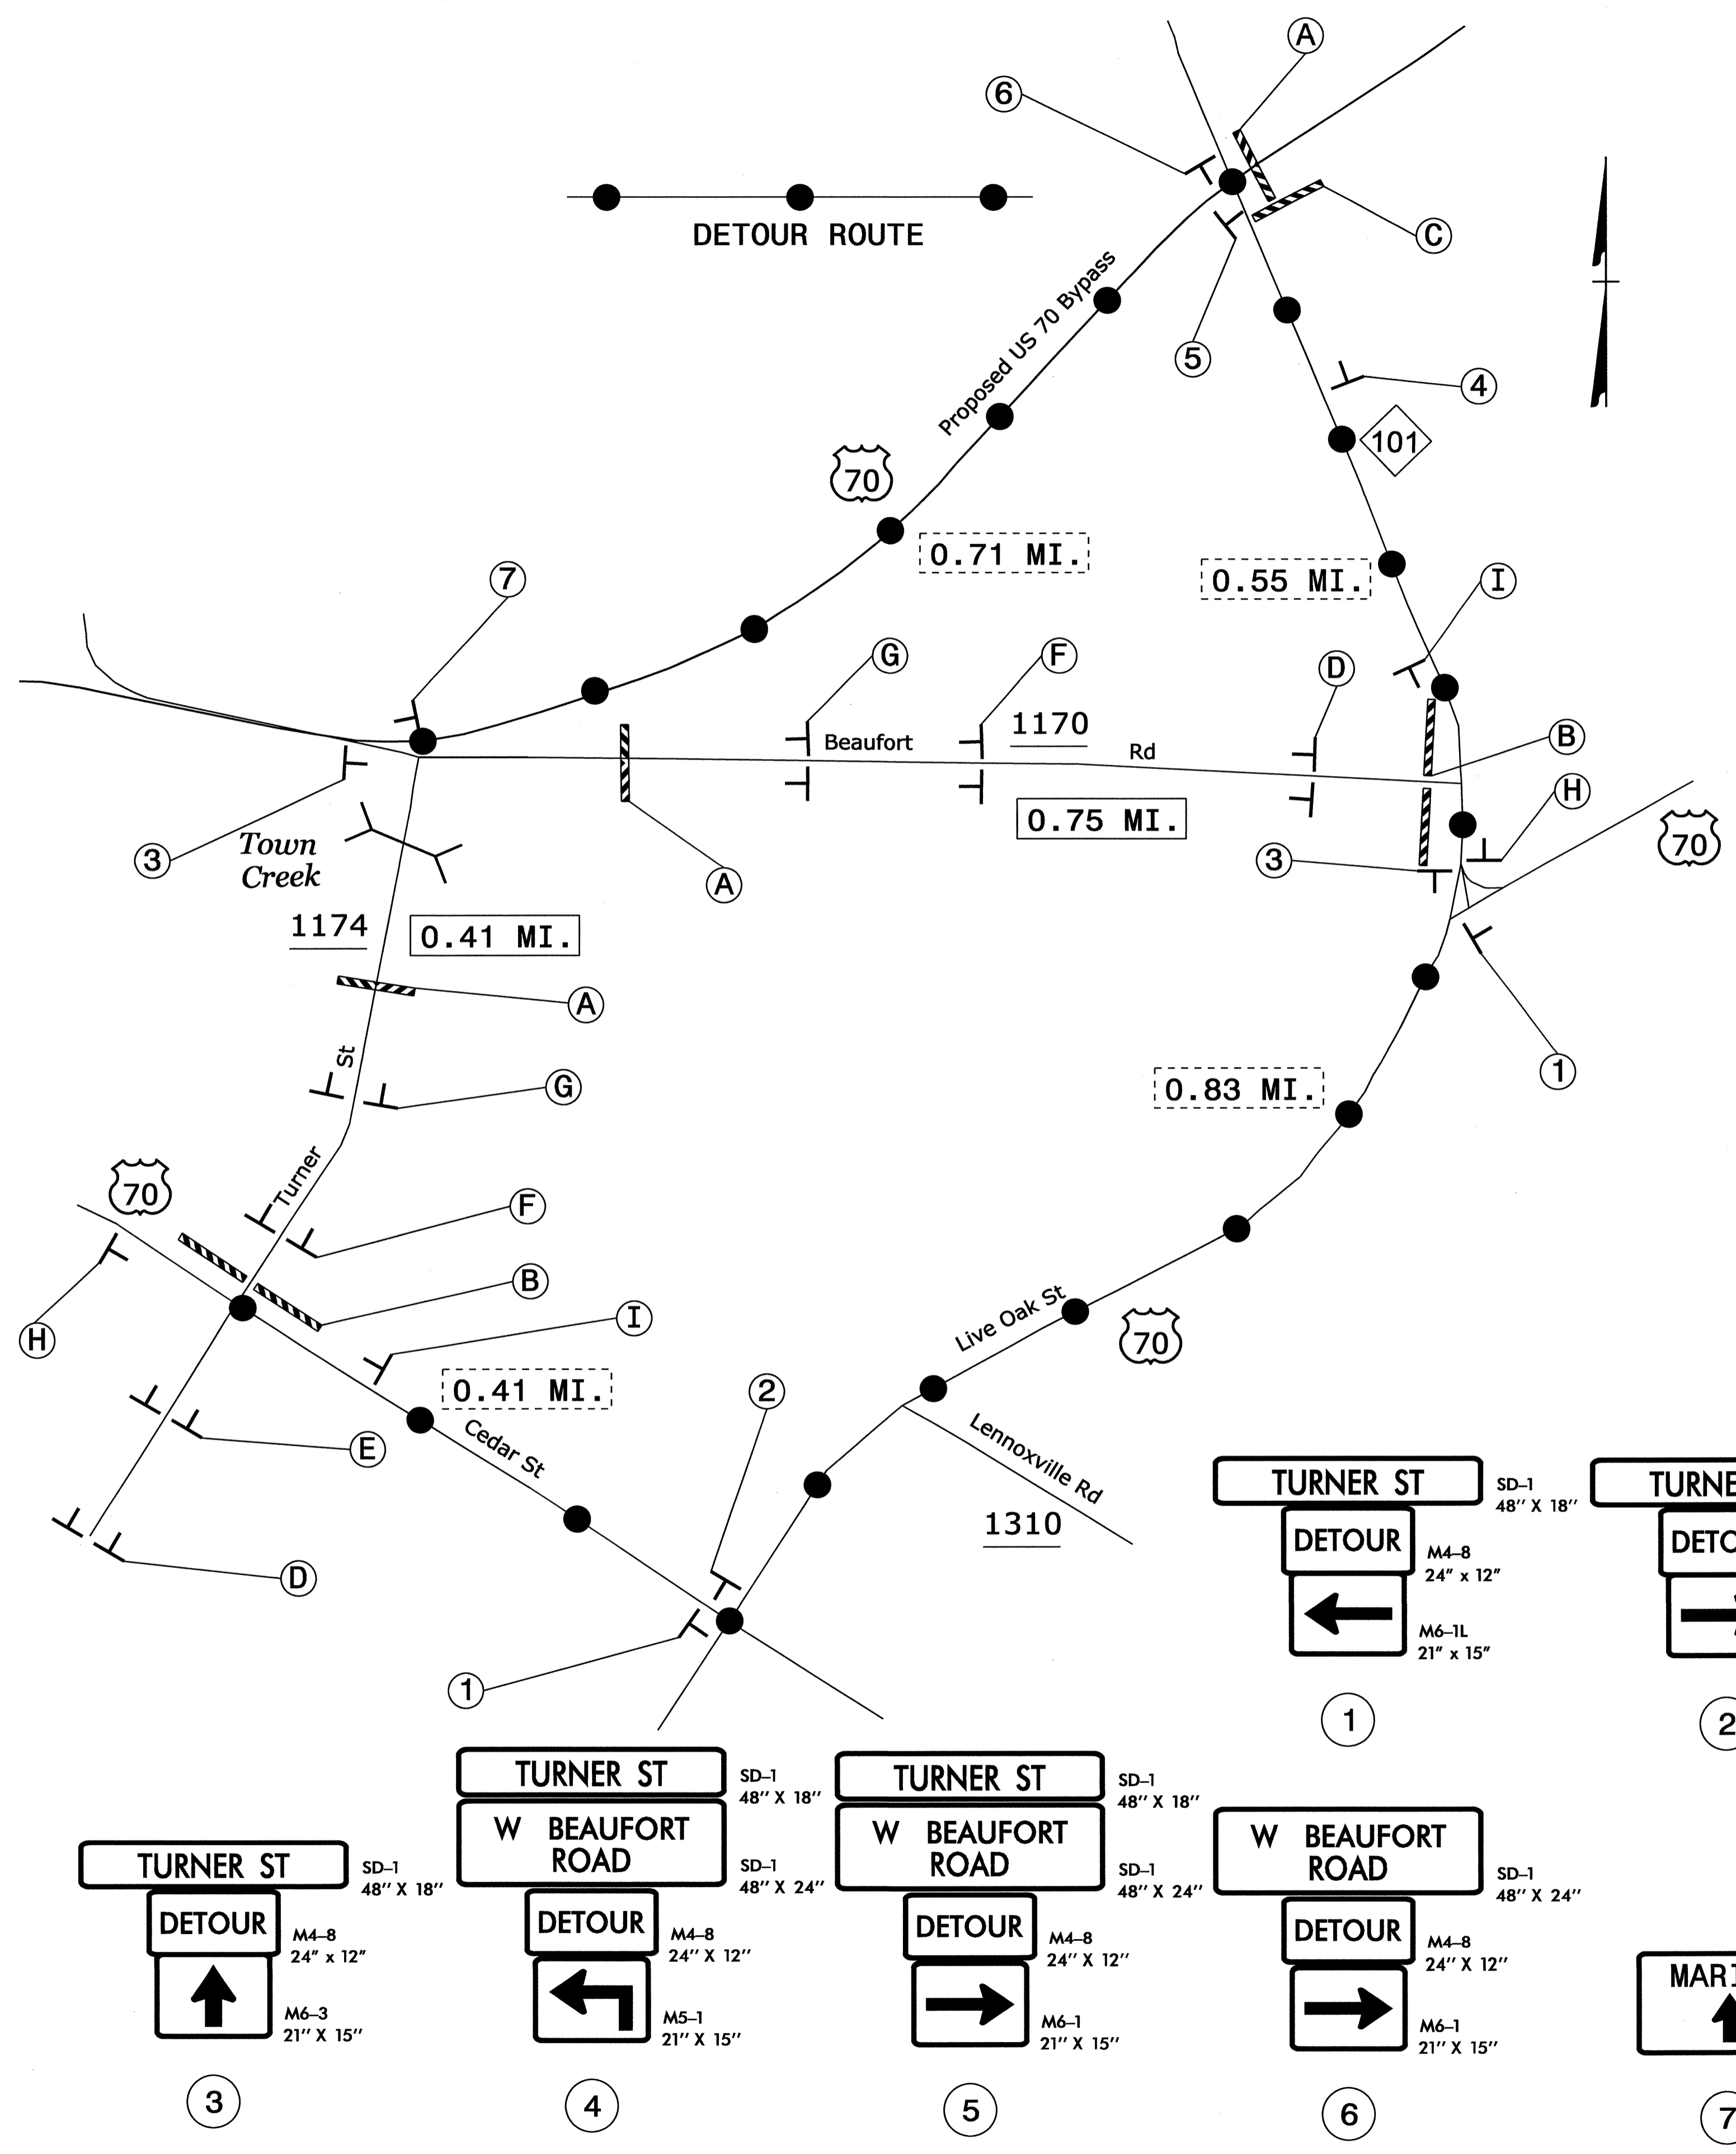 A
6
DETOUR ROUTE
C
Proposed US 70 Bypass
5
4
101
70
0.71 MI.
0.55 MI.
I
7
G
F
D
1170
Beaufort
Rd
B
H
0.75 MI.
70
3
Town
Creek
3
A
1174
0.41 MI.
A
St
G
0.83 MI.
1
Turner
70
F
B
I
H
Live Oak St
70
0.41 MI.
2
Cedar St
E
Lennoxville Rd
1310
D
1
TURNER ST
SD-1
48" X 18"
DETOUR
M4-8
24" x 12"
M6-1L
21" x 15"
1
2
TURNER ST
SD-1
48" X 18"
W BEAUFORT
ROAD
SD-1
48" X 24"
DETOUR
M4-8
24" X 12"
M5-1
21" X 15"
4
TURNER ST
SD-1
48" X 18"
W BEAUFORT
ROAD
SD-1
48" X 24"
DETOUR
M4-8
24" X 12"
M6-1
21" X 15"
5
W BEAUFORT
ROAD
SD-1
48" X 24"
DETOUR
M4-8
24" X 12"
M6-1
21" X 15"
6
TURNER ST
SD-1
48" X 18"
DETOUR
M4-8
24" x 12"
M6-3
21" X 15"
3
7